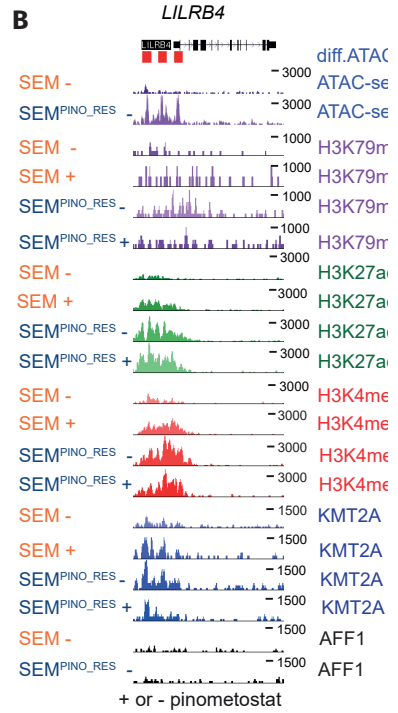 B
LILRB4
LILRB4
diff.ATAC
SEM - 3000 ATAC-se
SEMPINO_RES - 3000 ATAC-se
SEM - 1000 H3K79m
SEM + 1000 H3K79m
SEMPINO_RES - 1000 H3K79m
SEMPINO_RES + 1000 H3K79m
SEM - 3000 H3K27ac
SEM + 3000 H3K27ac
SEMPINO_RES - 3000 H3K27ac
SEMPINO_RES + 3000 H3K27ac
SEM - 3000 H3K4me
SEM + 3000 H3K4me
SEMPINO_RES - 3000 H3K4me
SEMPINO_RES + 3000 H3K4me
SEM - 1500 KMT2A
SEM + 1500 KMT2A
SEMPINO_RES - 1500 KMT2A
SEMPINO_RES + 1500 KMT2A
SEM - 1500 AFF1
SEMPINO_RES - 1500 AFF1
+ or - pinometostat